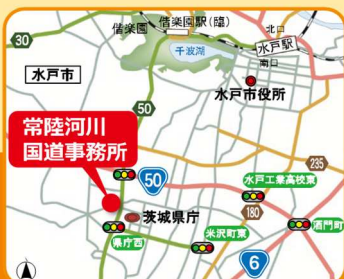 偕楽園
偕楽園駅(臨)
北口
水戸駅
南口
30
千波湖
水戸市
50
水戸市役所
常陸河川
国道事務所
50
水戸工業高校東
235
茨城県庁
180
酒門町東
県庁西
米沢町東
6